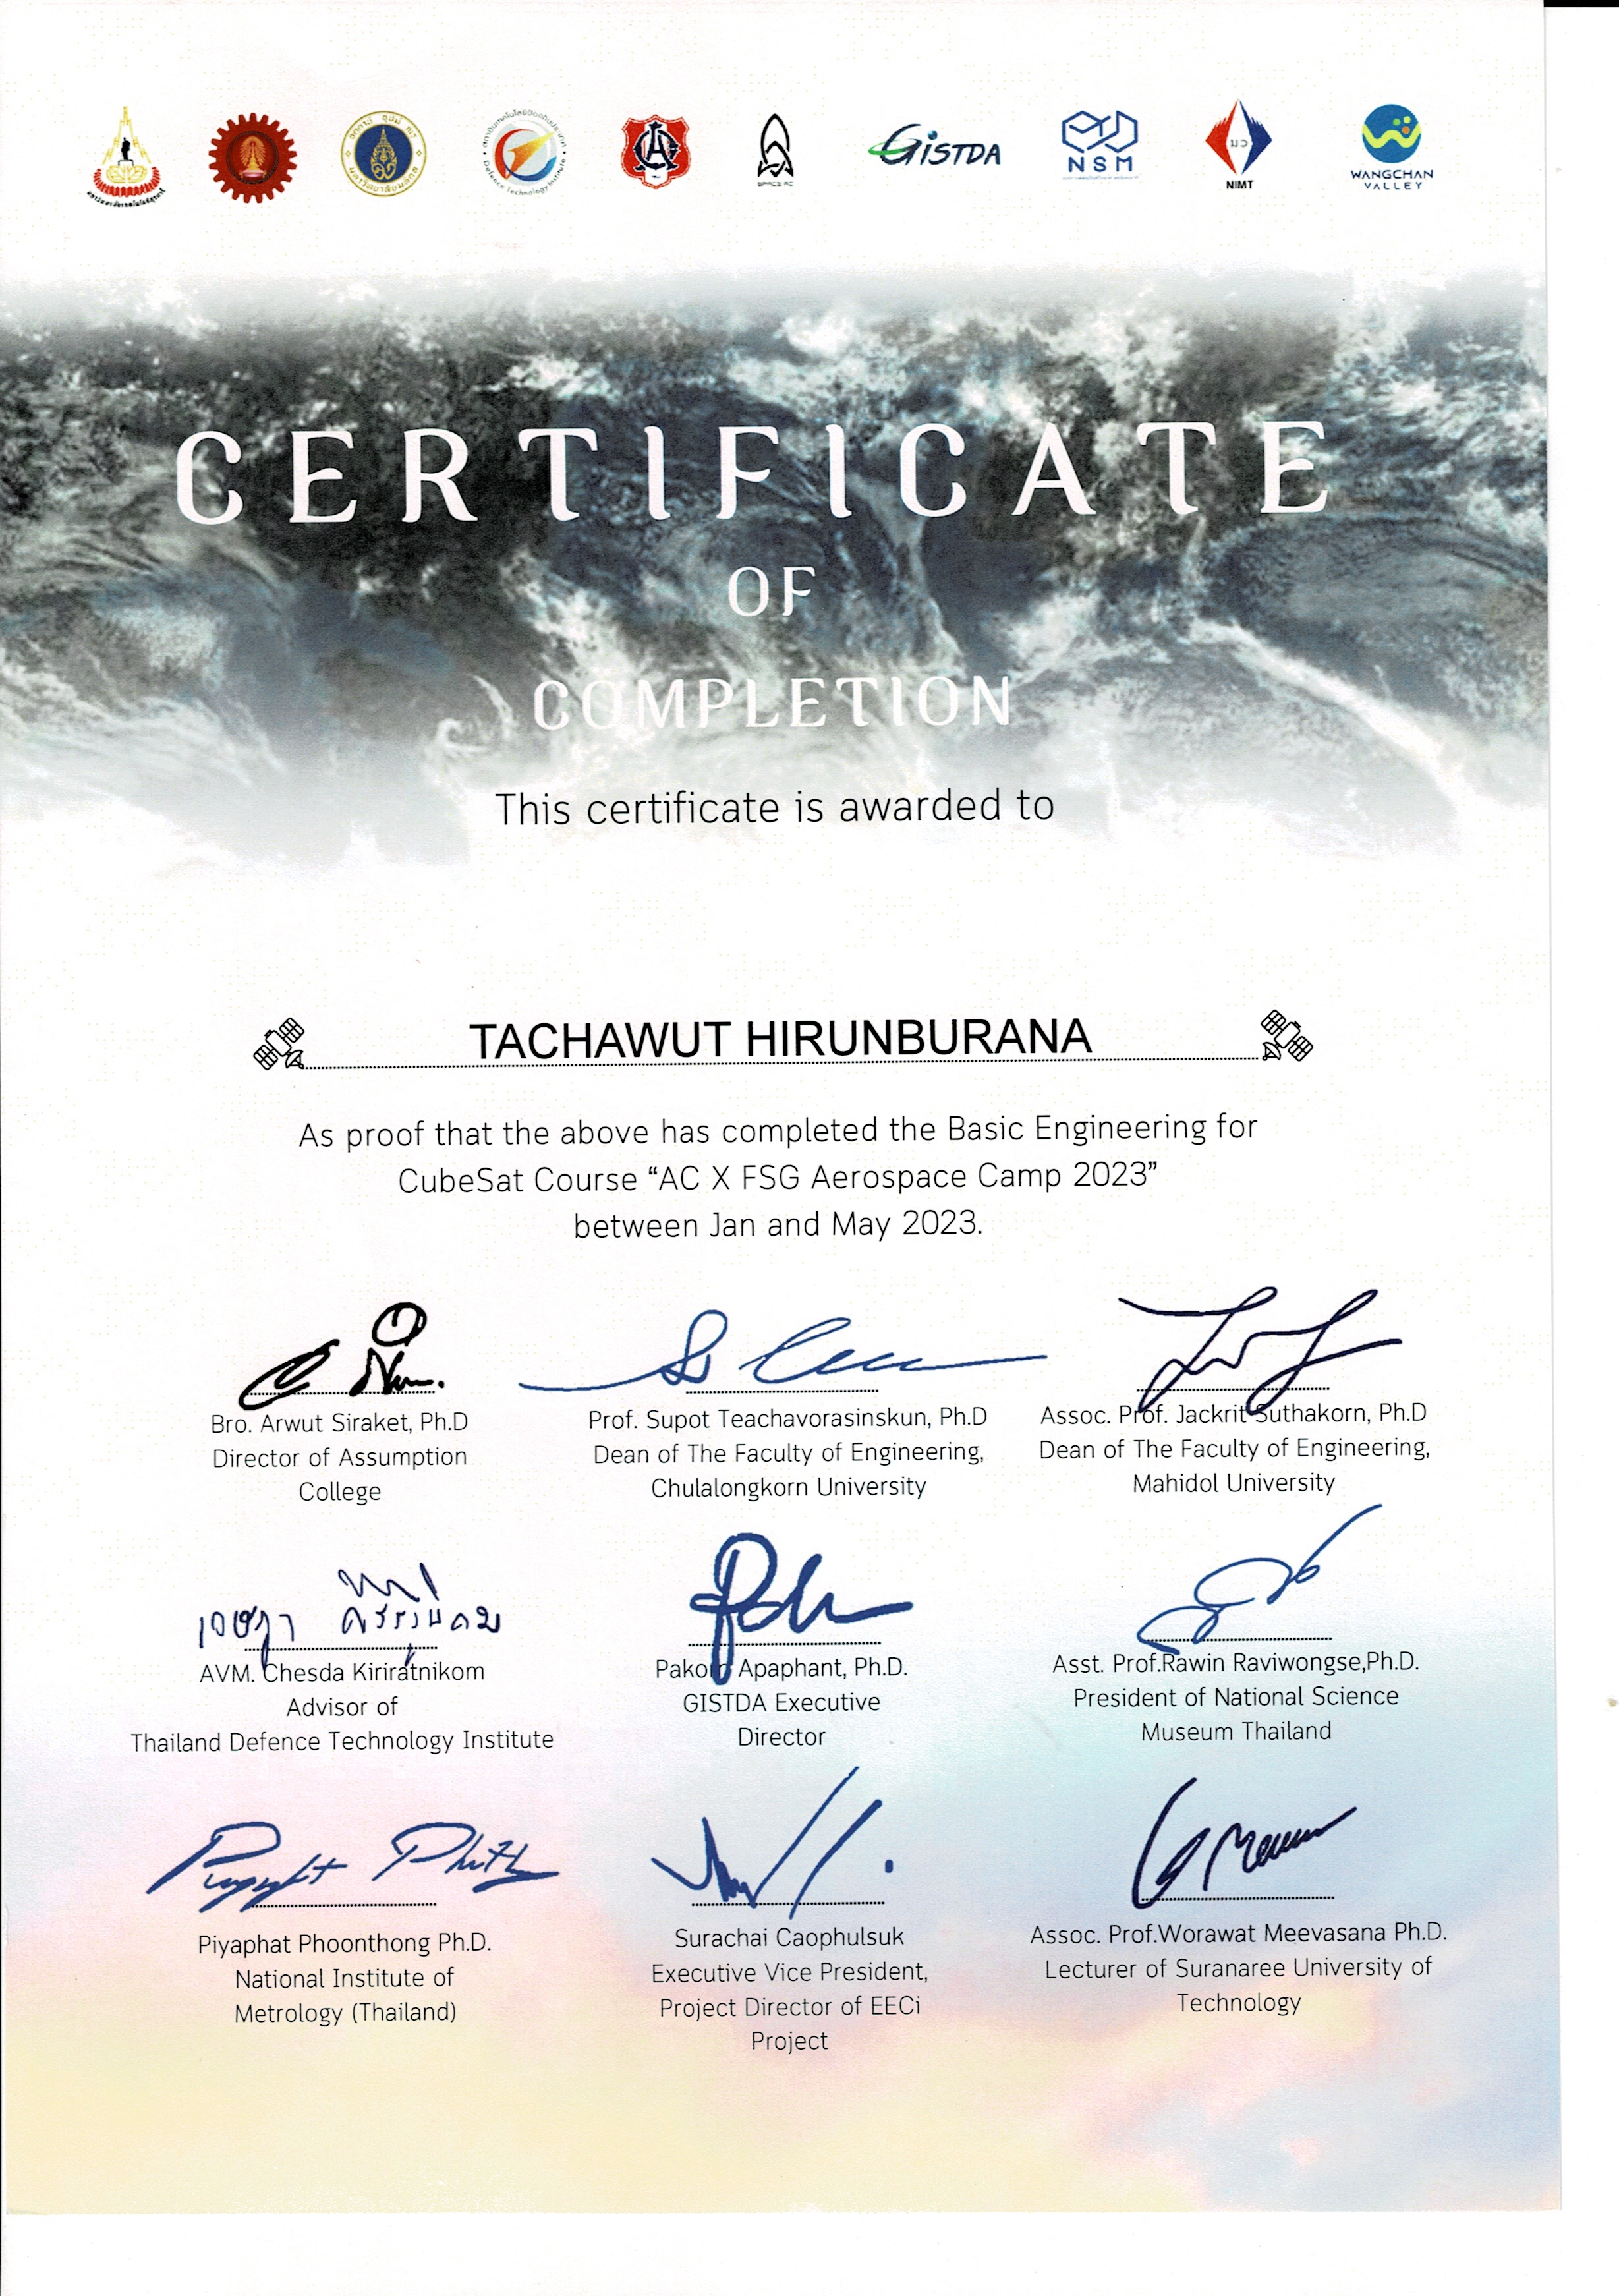 GISTDA
NSM
NIMT
WANGCHAN
VALLEY
CERTIFICATE
OF
COMPLETION
This certificate is awarded to
TACHAWUT HIRUNBURANA
As proof that the above has completed the Basic Engineering for
CubeSat Course “AC X FSG Aerospace Camp 2023”
between Jan and May 2023.
Bro. Arwut Siraket, Ph.D
Director of Assumption
College
Prof. Supot Teachavorasinskun, Ph.D
Dean of The Faculty of Engineering,
Chulalongkorn University
Assoc. Prof. Jackrit Suthakorn, Ph.D
Dean of The Faculty of Engineering,
Mahidol University
AVM. Chesda Kiriratnikom
Advisor of
Thailand Defence Technology Institute
Pakorn Apaphant, Ph.D.
GISTDA Executive
Director
Asst. Prof.Rawin Raviwongse,Ph.D.
President of National Science
Museum Thailand
Piyaphat Phoonthong Ph.D.
National Institute of
Metrology (Thailand)
Surachai Caophulsuk
Executive Vice President,
Project Director of EECi
Project
Assoc. Prof.Worawat Meevasana Ph.D.
Lecturer of Suranaree University of
Technology